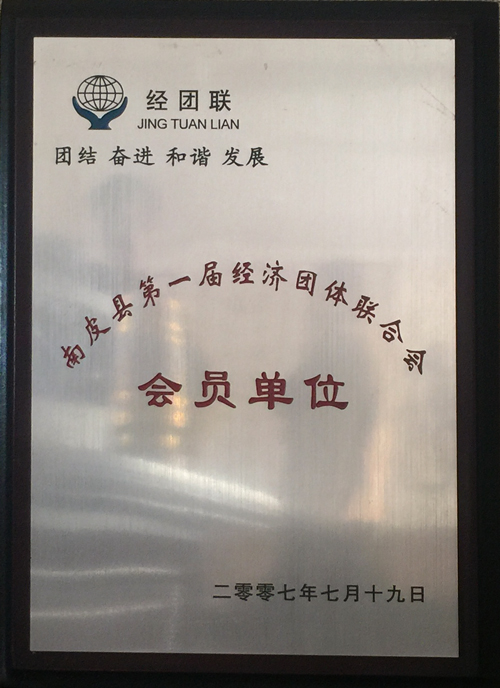 经团联
JING TUAN LIAN
团结 奋进 和谐 发展
南皮县第一届经济团体联合会
会员单位
二零零七年七月十九日